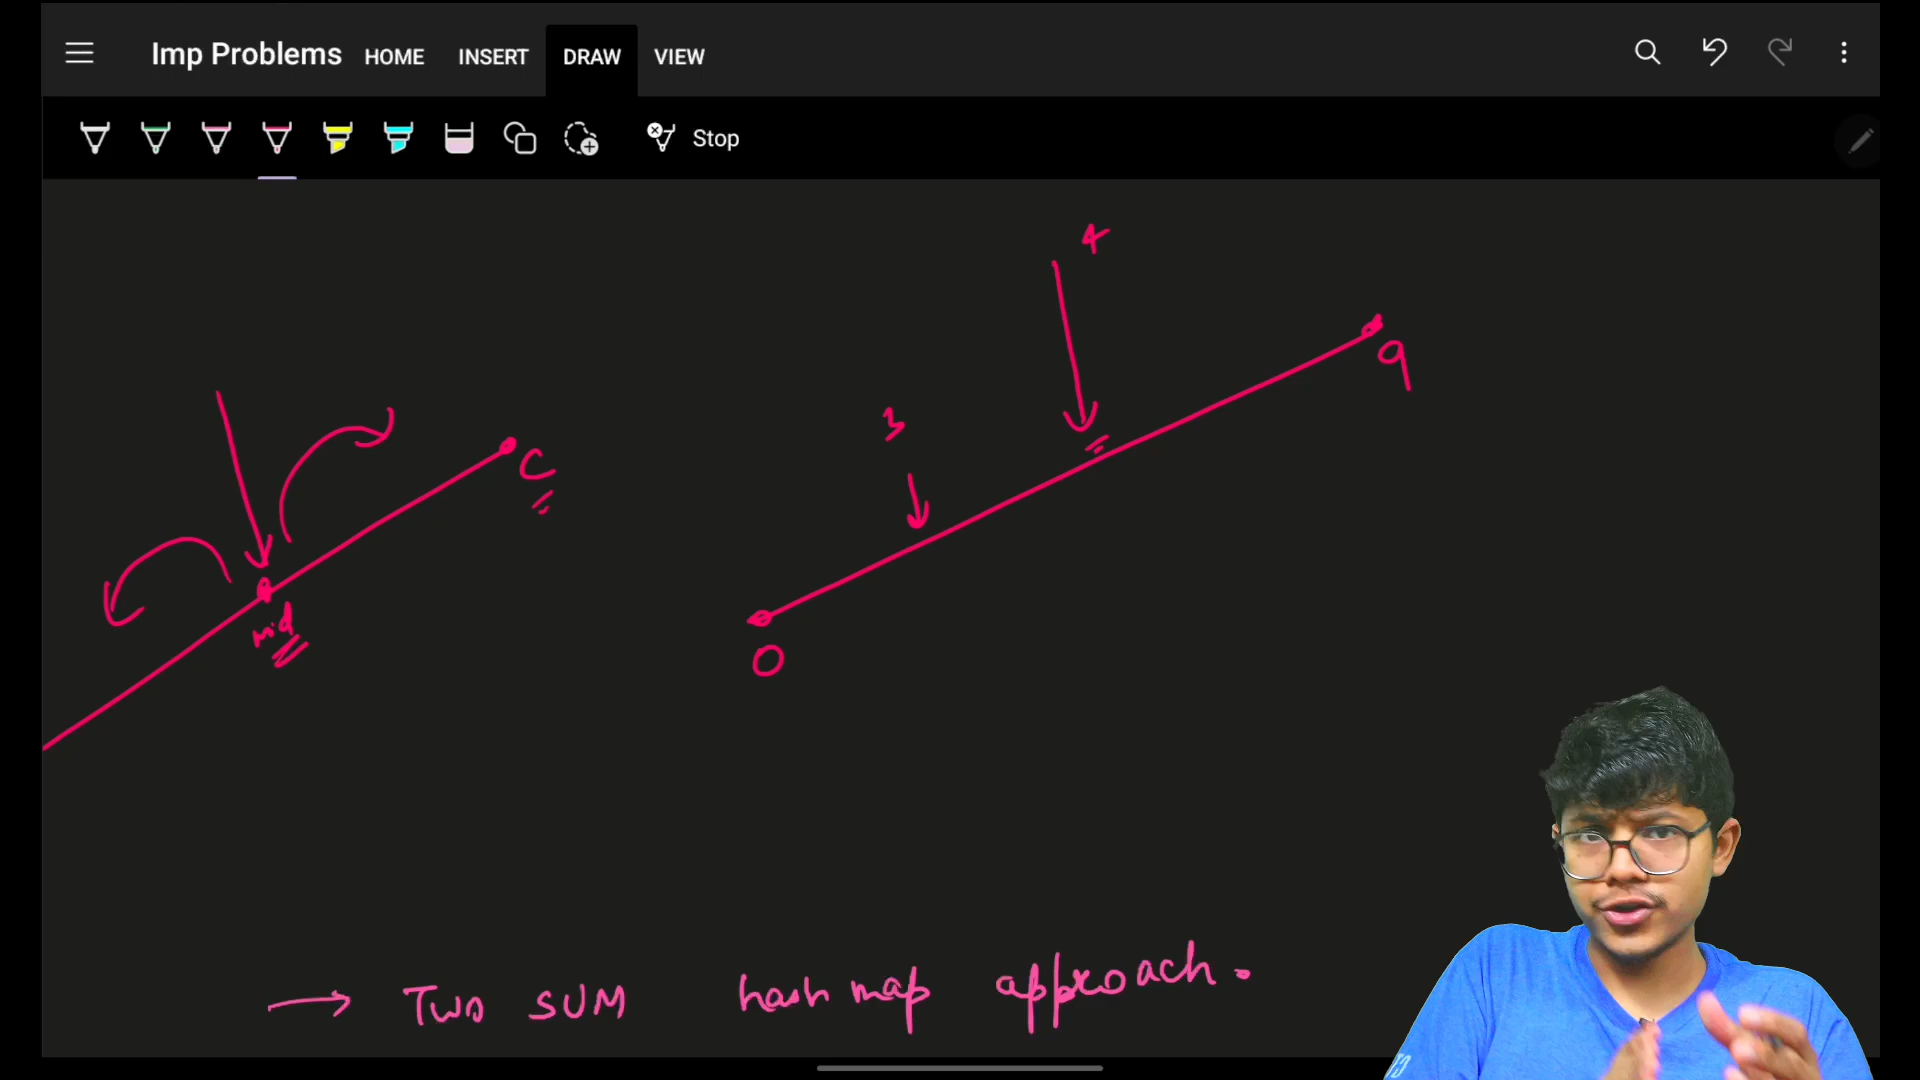 Imp Problems HOME INSERT DRAW VIEW
Stop
4
9
3
C
mid
0
→ TWO SUM hash map approach.